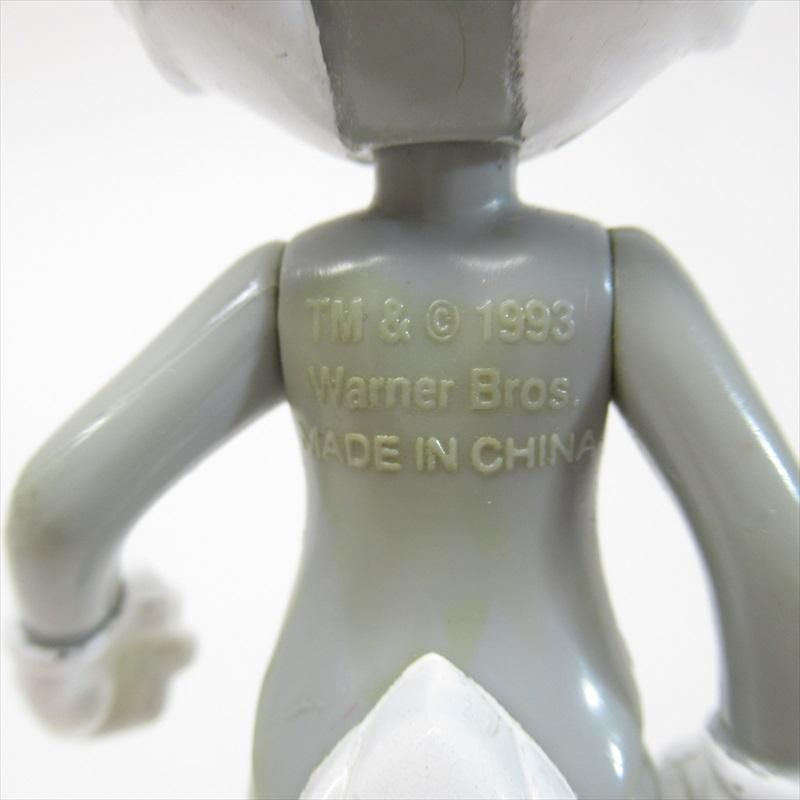 TM & © 1993
Warner Bros.
MADE IN CHINA